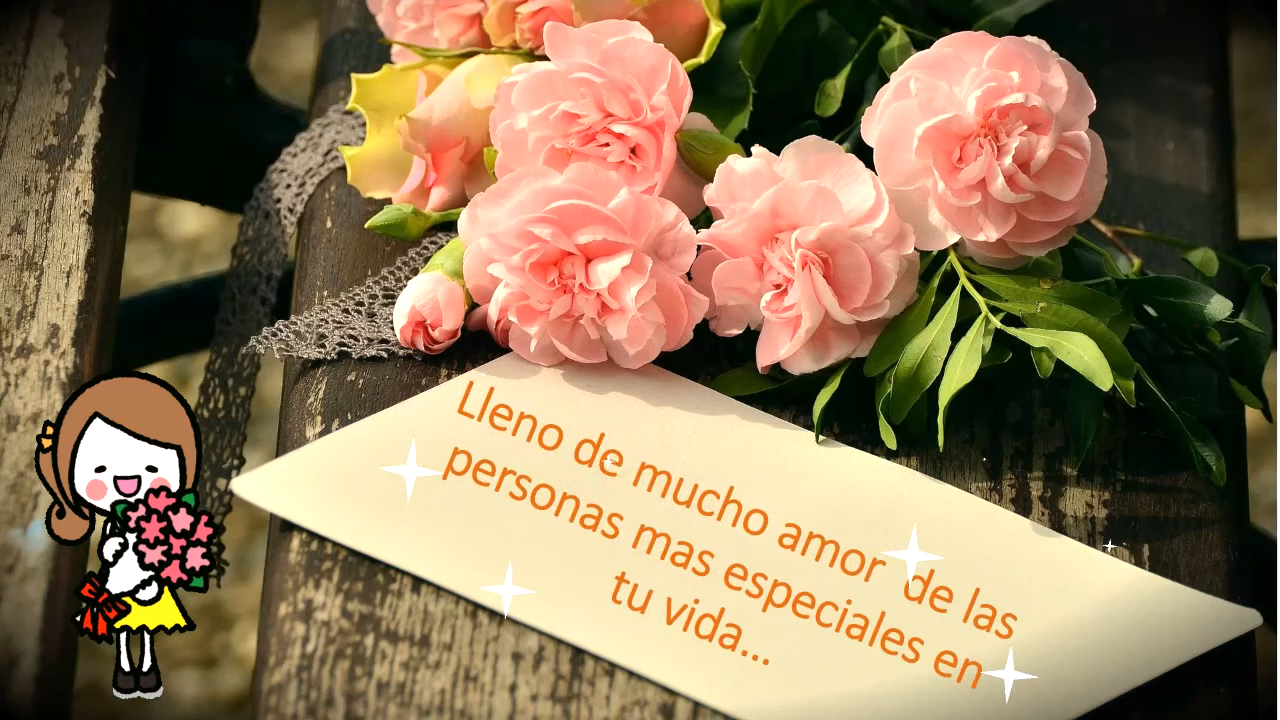 Lleno de mucho amor de las
personas mas especiales en
tu vida...